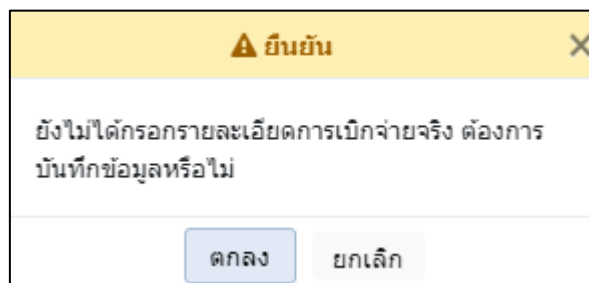 ยืนยัน
ยังไม่ได้กรอกรายละเอียดการเบิกจ่ายจริง ต้องการ
บันทึกข้อมูลหรือไม่
ตกลง ยกเลิก